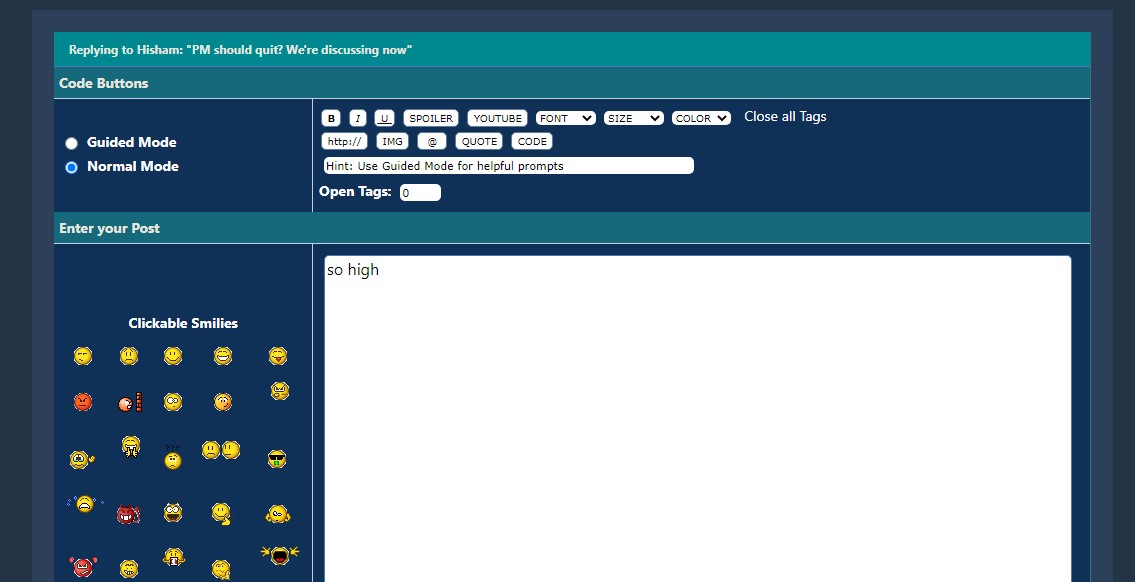 Replying to Hisham: "PM should quit? We're discussing now"
Code Buttons
Guided Mode
Normal Mode
B I U SPOILER YOUTUBE FONT SIZE COLOR Close all Tags
http:// IMG @ QUOTE CODE
Hint: Use Guided Mode for helpful prompts
Open Tags: 0
Enter your Post
Clickable Smilies
so high